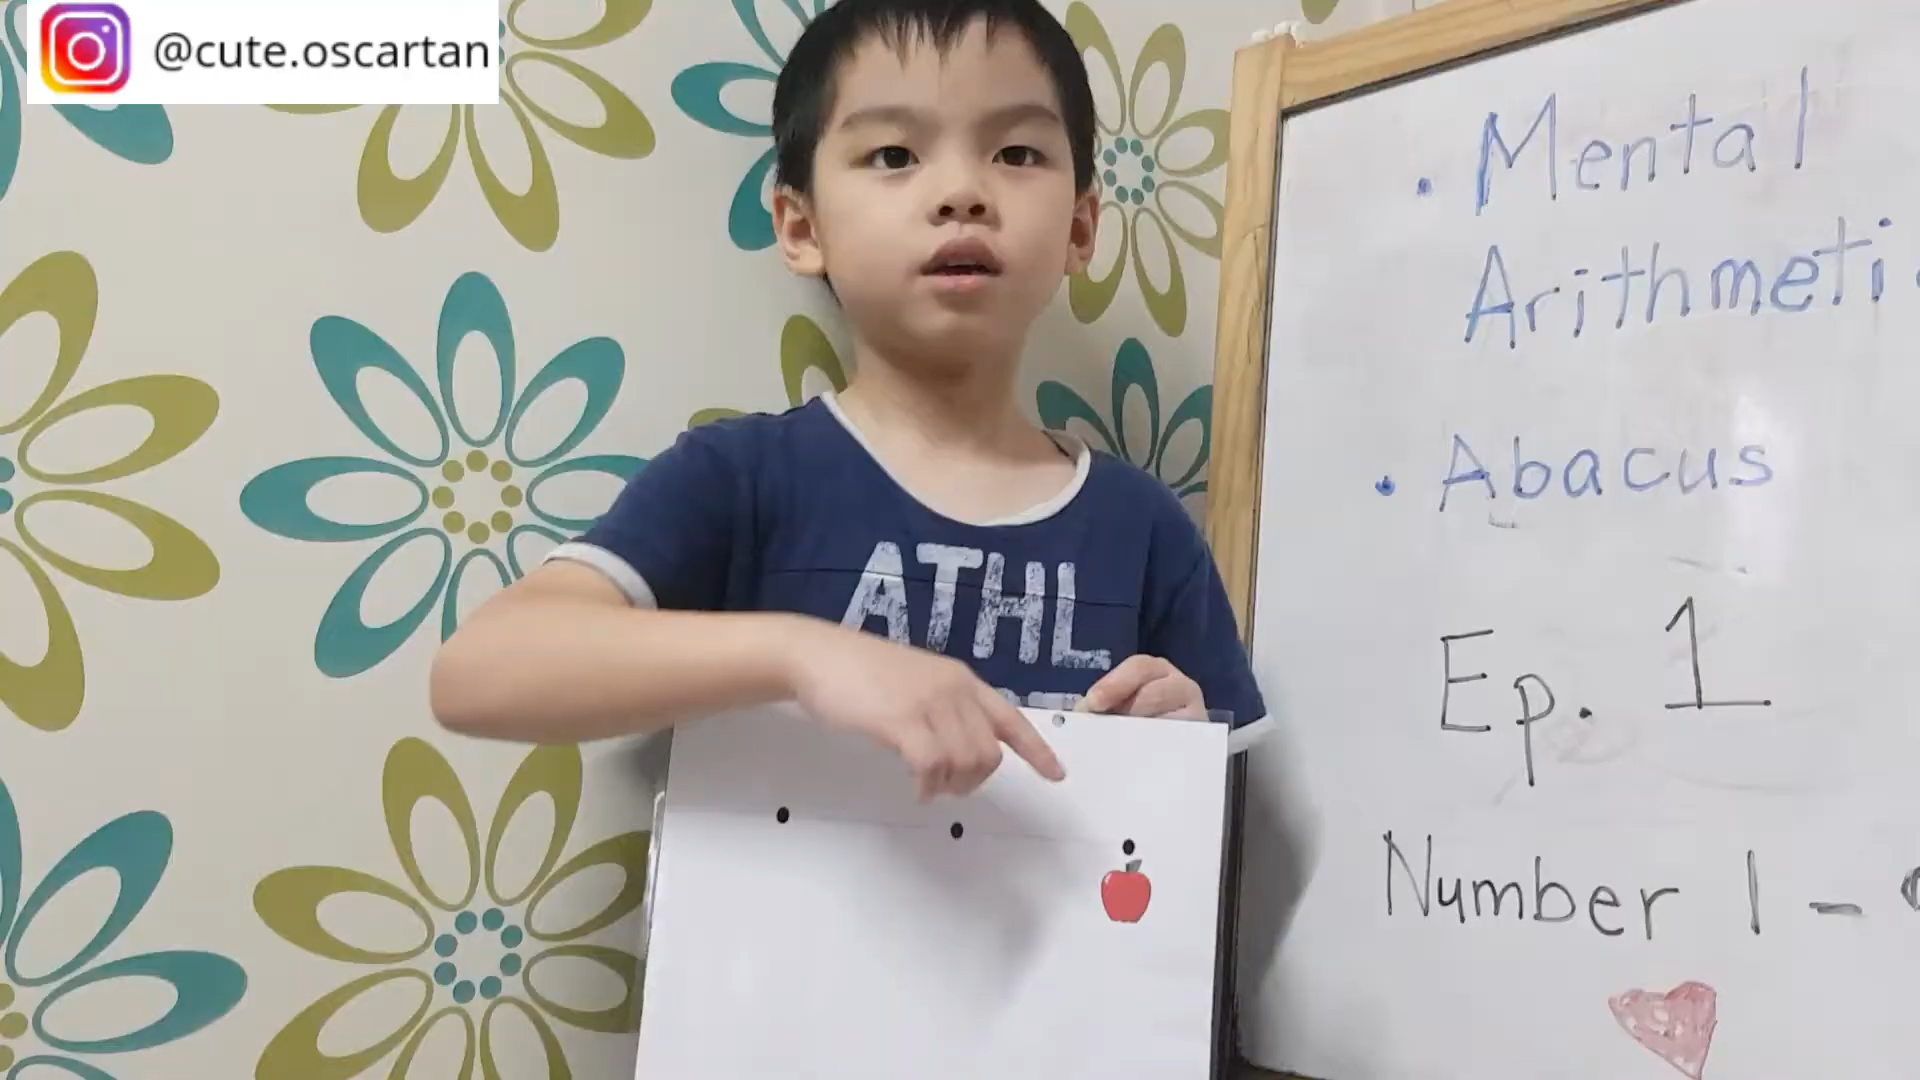 @cute.oscartan
• Mental
Arithmeti
• Abacus
Ep. 1
Number 1 -
ATHL